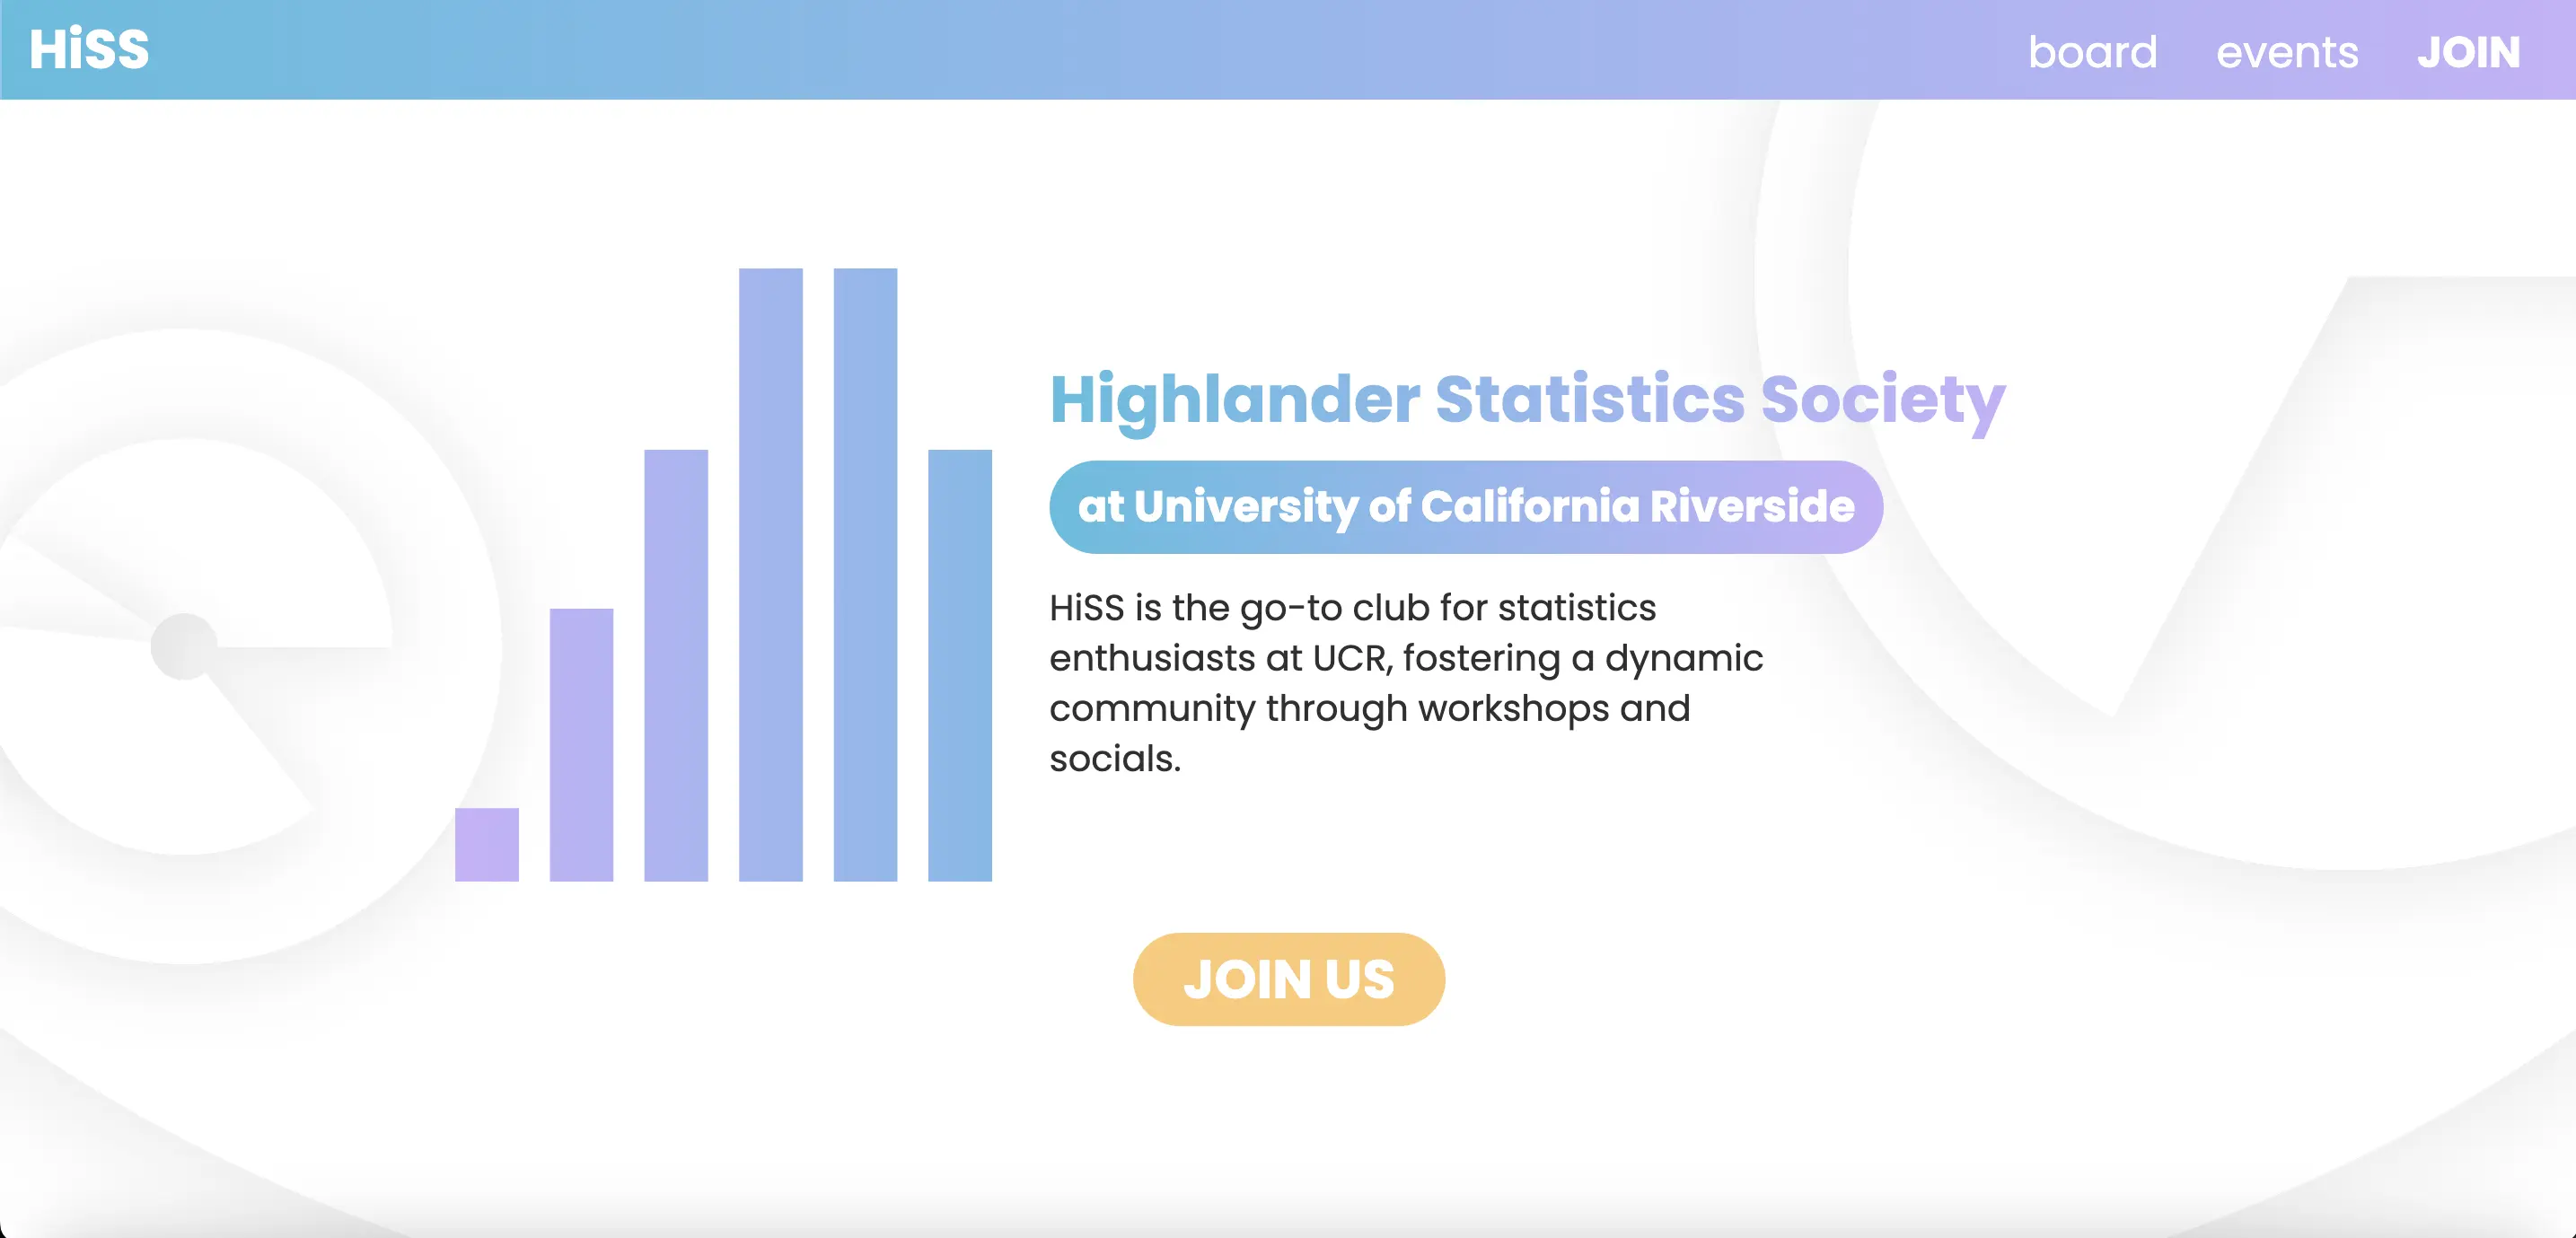 HiSS
board events JOIN
Highlander Statistics Society
at University of California Riverside
HiSS is the go-to club for statistics
enthusiasts at UCR, fostering a dynamic
community through workshops and
socials.
JOIN US